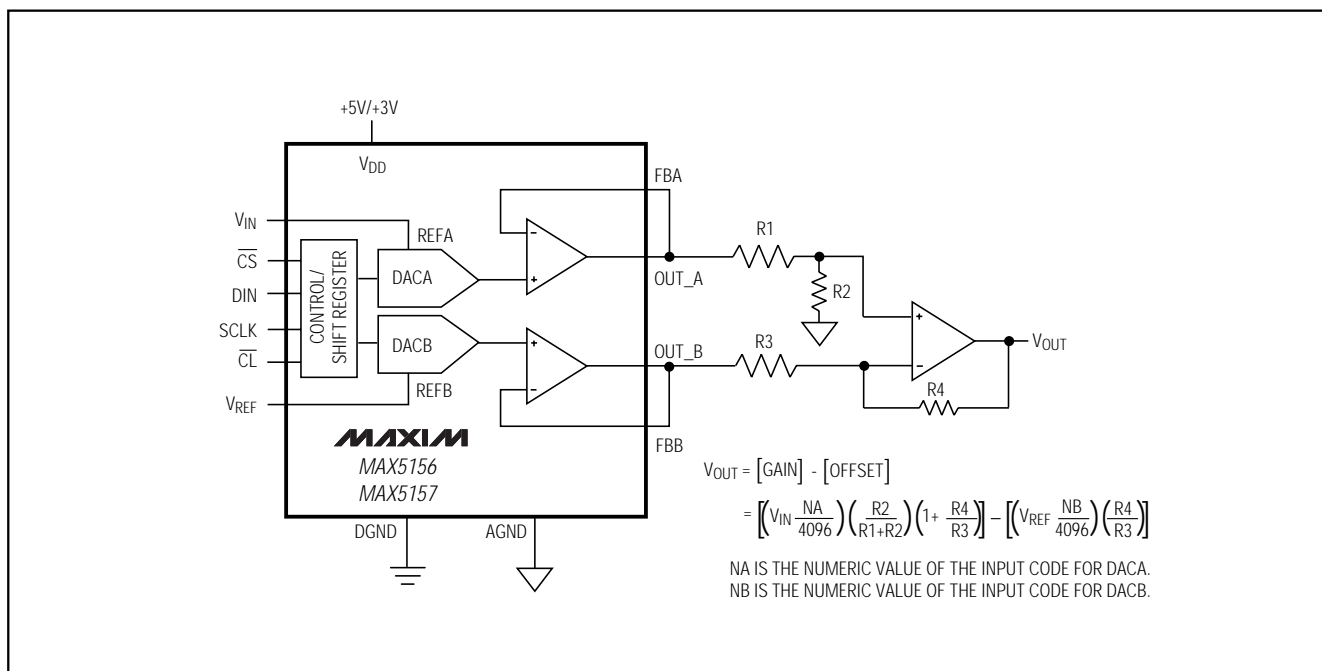 +5V/+3V
VDD
FBA
VIN
REFA
R1
CS
DACA
OUT_A
R2
DIN
CONTROL/
SHIFT REGISTER
+
-
SCLK
DACB
OUT_B
R3
VOUT
CL
REFB
R4
VREF
FBB
MAXIM
MAX5156
MAX5157
DGND
AGND
VOUT = [GAIN] - [OFFSET]
= [(VIN NA/4096)(R2/R1+R2)(1+ R4/R3)] – [(VREF NB/4096)(R4/R3)]
NA IS THE NUMERIC VALUE OF THE INPUT CODE FOR DACA.
NB IS THE NUMERIC VALUE OF THE INPUT CODE FOR DACB.